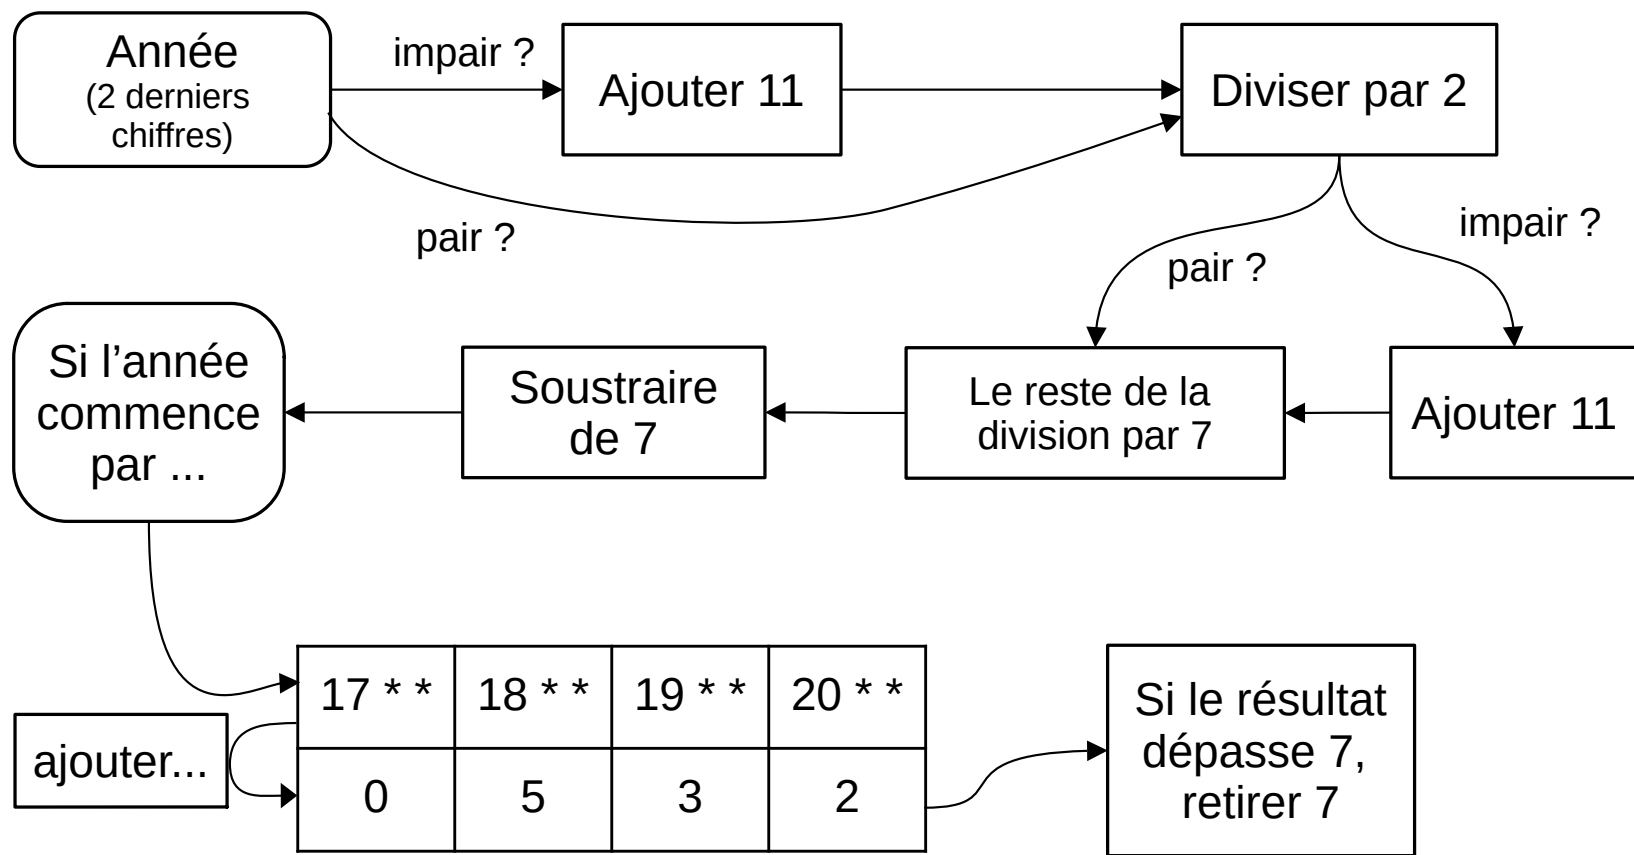 Année
(2 derniers
chiffres)
impair ?
Ajouter 11
Diviser par 2
pair ?
impair ?
pair ?
Si l’année
commence
par ...
Soustraire
de 7
Le reste de la
division par 7
Ajouter 11
17 * *
18 * *
19 * *
20 * *
ajouter...
0
5
3
2
Si le résultat
dépasse 7,
retirer 7